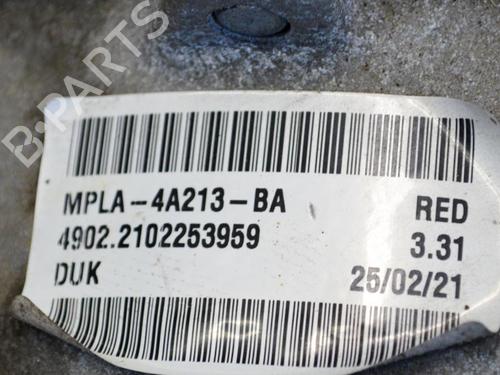 B-PARTS
MPLA-4A213-BA RED
4902.2102253959 3.31
DUK 25/02/21